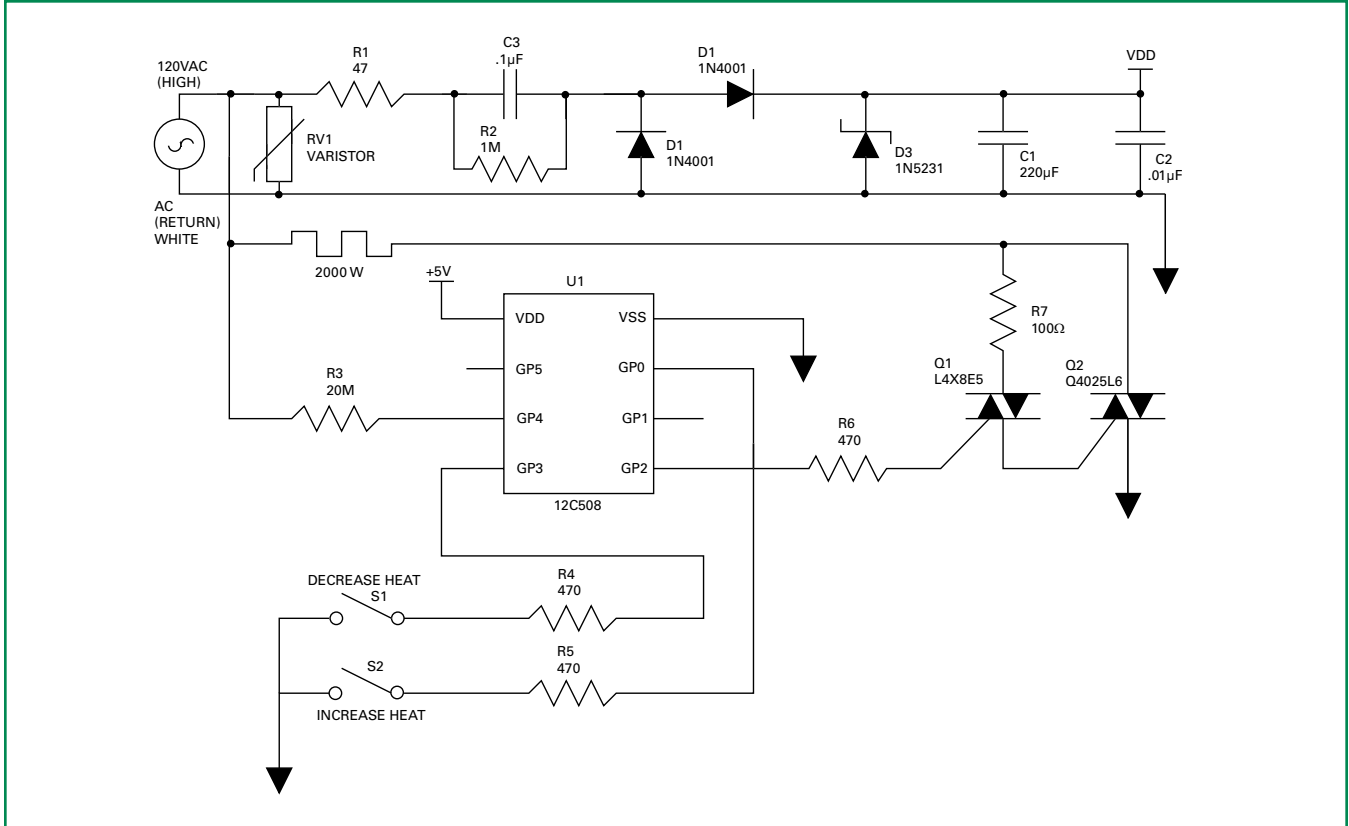 120VAC
(HIGH)
R1
47
C3
.1µF
D1
1N4001
VDD
RV1
VARISTOR
R2
1M
D1
1N4001
D3
1N5231
C1
220µF
C2
.01µF
AC
(RETURN)
WHITE
2000 W
+5V
U1
VDD
VSS
GP5
GP0
GP4
GP1
GP3
GP2
12C508
R3
20M
R7
100Ω
Q1
L4X8E5
Q2
Q4025L6
R6
470
DECREASE HEAT
S1
R4
470
S2
INCREASE HEAT
R5
470